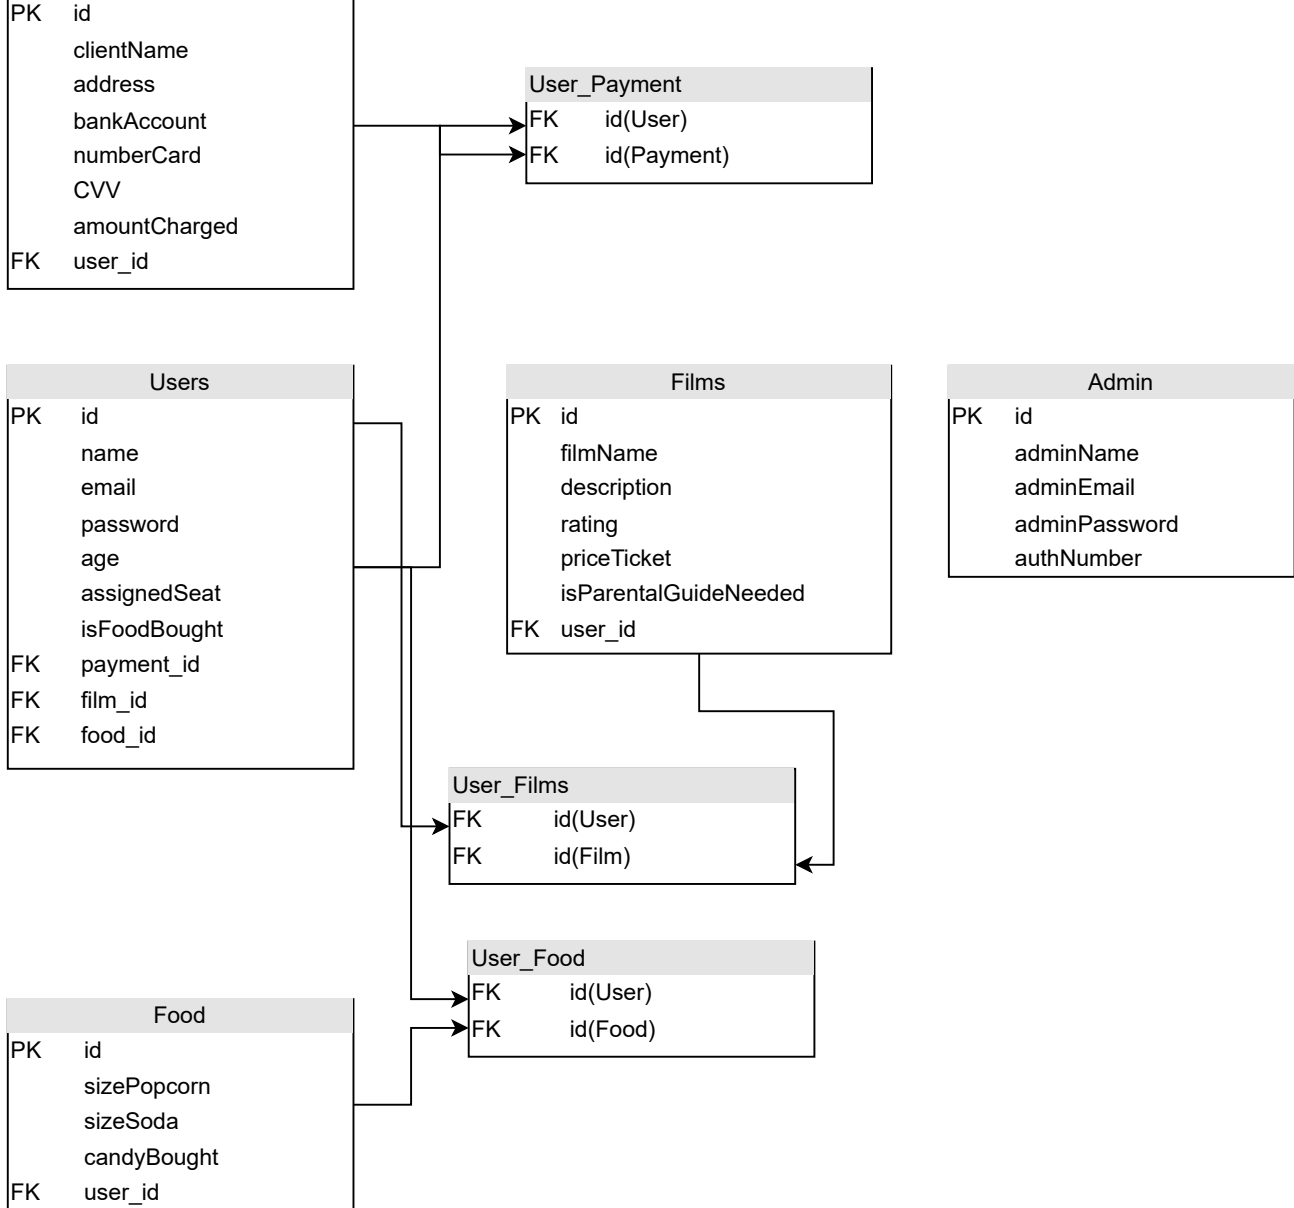 PK id
clientName
address
bankAccount
numberCard
CVV
amountCharged
FK user_id
User_Payment
FK id(User)
FK id(Payment)
Users
PK id
name
email
password
age
assignedSeat
isFoodBought
FK payment_id
FK film_id
FK food_id
Films
PK id
filmName
description
rating
priceTicket
isParentalGuideNeeded
FK user_id
Admin
PK id
adminName
adminEmail
adminPassword
authNumber
User_Films
FK id(User)
FK id(Film)
User_Food
FK id(User)
FK id(Food)
Food
PK id
sizePopcorn
sizeSoda
candyBought
FK user_id